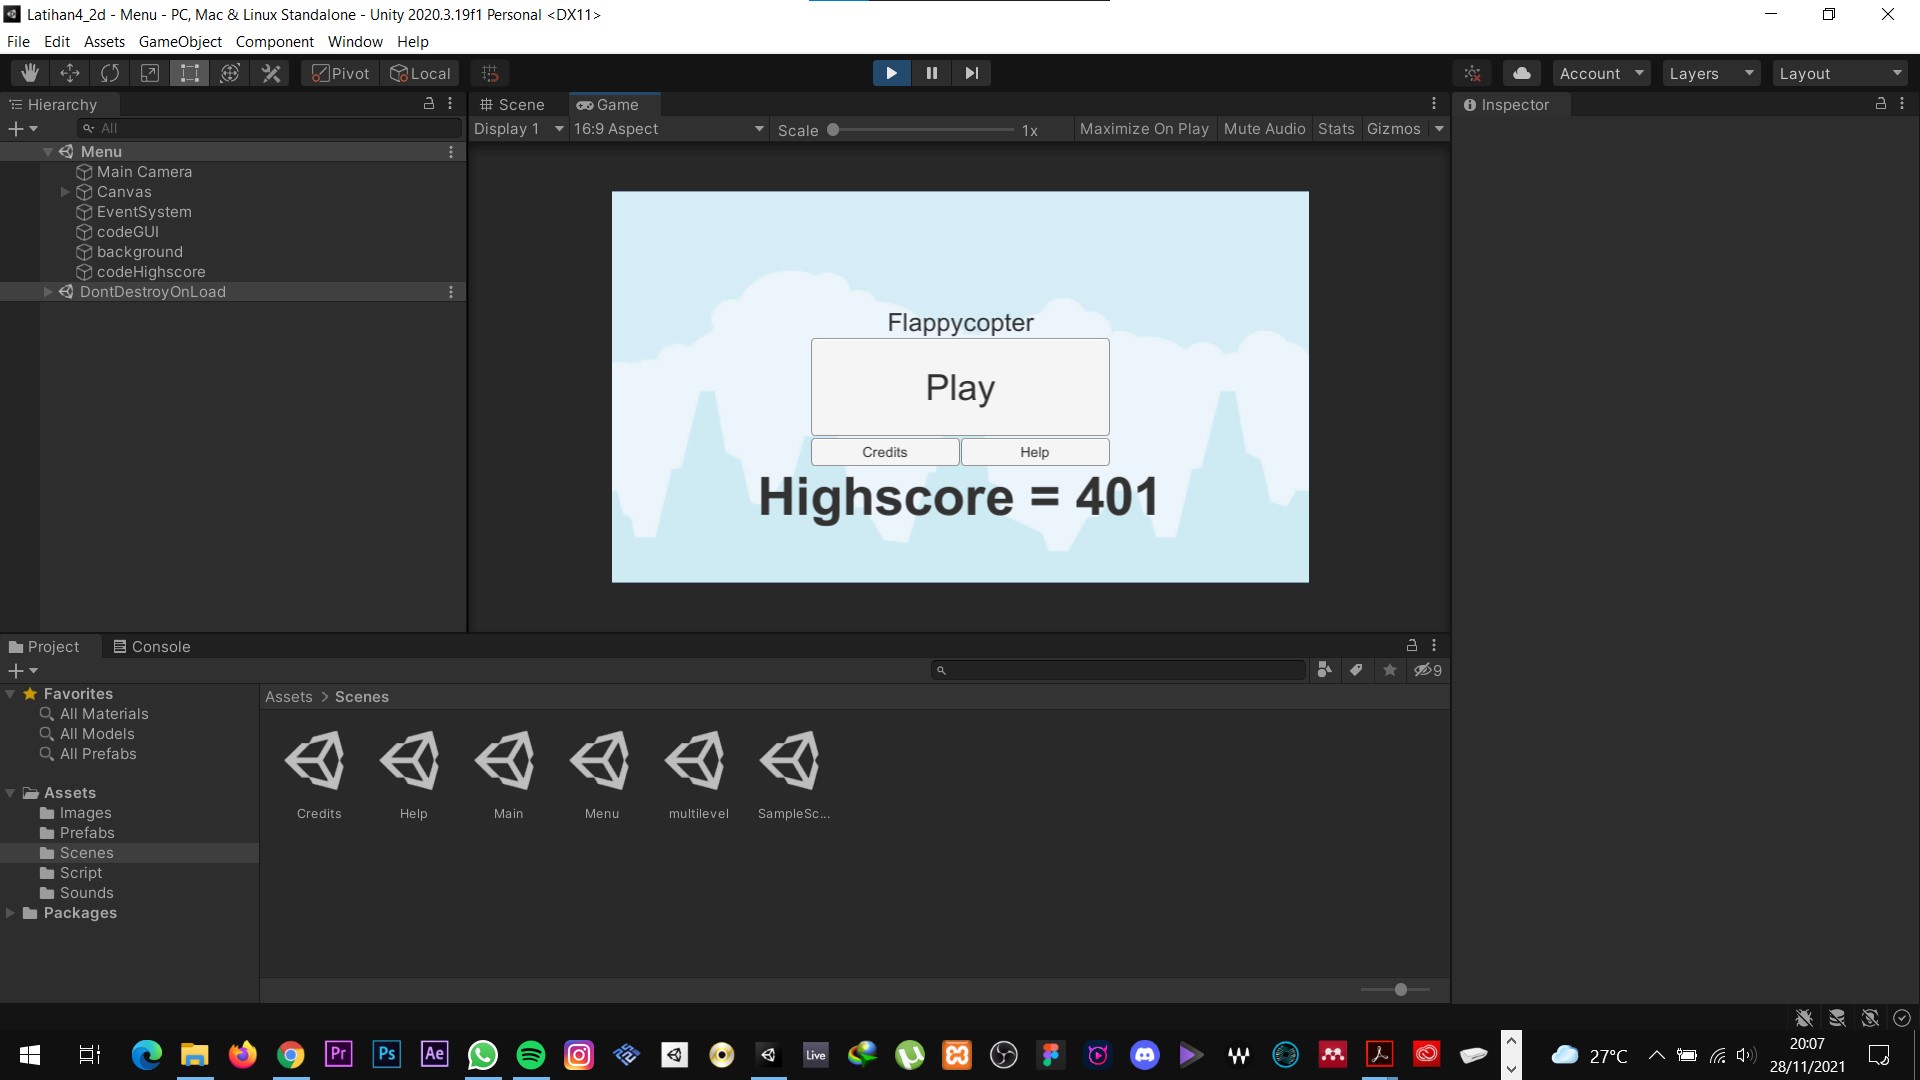 Latihan4_2d - Menu - PC, Mac & Linux Standalone - Unity 2020.3.19f1 Personal <DX11>
File Edit Assets GameObject Component Window Help
Pivot Local Account Layers Layout
Hierarchy
All
Menu
Main Camera
Canvas
EventSystem
codeGUI
background
codeHighscore
DontDestroyOnLoad
Scene Game
Display 1 16:9 Aspect Scale 1x Maximize On Play Mute Audio Stats Gizmos
Flappycopter
Play
Credits Help
Highscore = 401
Inspector
Project Console
9
Favorites
All Materials
All Models
All Prefabs
Assets
Images
Prefabs
Scenes
Script
Sounds
Packages
Assets > Scenes
Credits Help Main Menu multilevel SampleSc...
Pr Ps Ae Live W
27°C
20:07
28/11/2021